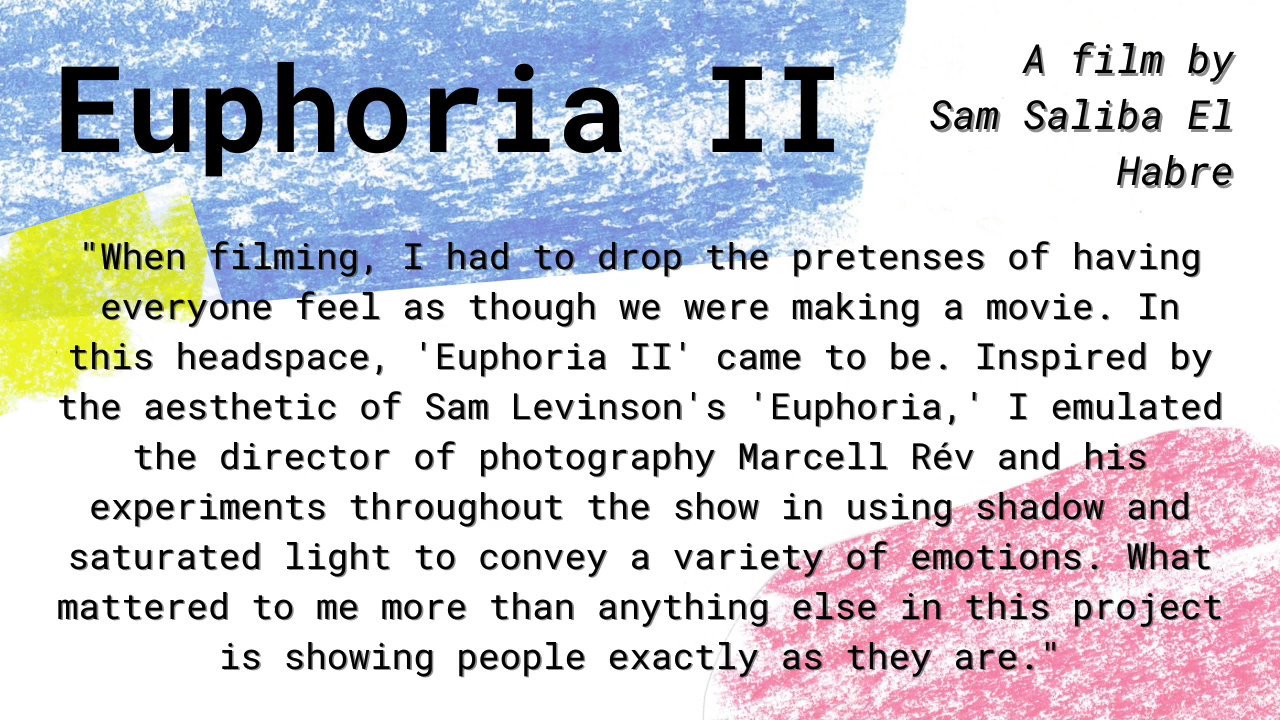 Euphoria II
A film by
Sam Saliba El
Habre
"When filming, I had to drop the pretenses of having
everyone feel as though we were making a movie. In
this headspace, 'Euphoria II' came to be. Inspired by
the aesthetic of Sam Levinson's 'Euphoria,' I emulated
the director of photography Marcell Rév and his
experiments throughout the show in using shadow and
saturated light to convey a variety of emotions. What
mattered to me more than anything else in this project
is showing people exactly as they are."